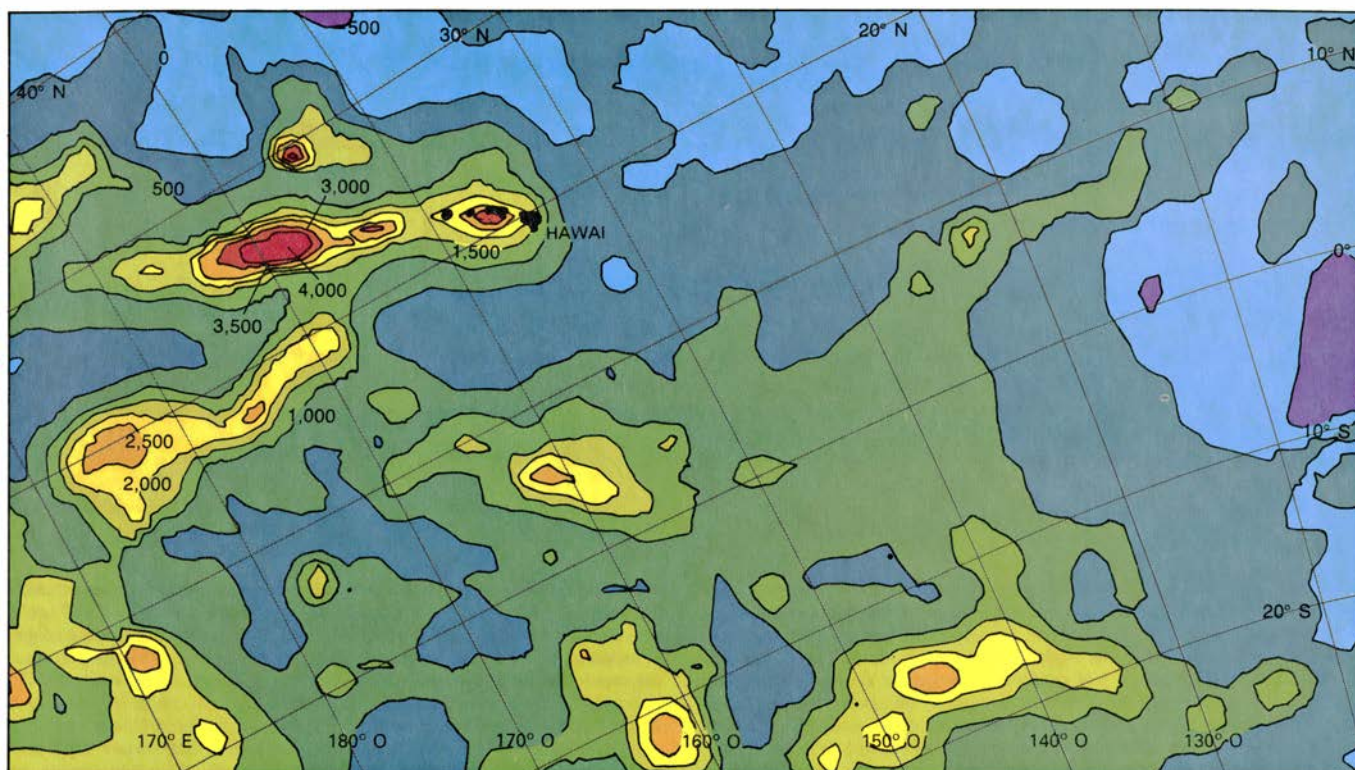 500
30° N
20° N
10° N
0
40° N
500
3,000
HAWAI
1,500
0°
4,000
3,500
1,000
10° S
2,500
2,000
20° S
170° E
180° O
170° O
160° O
150° O
140° O
130° O